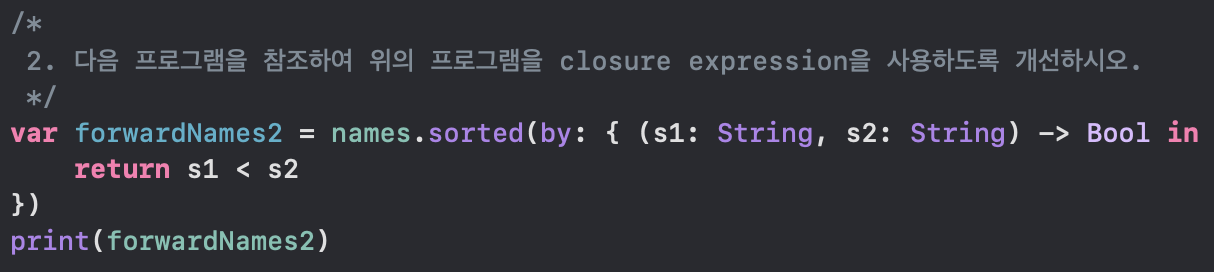 /*
 2. 다음 프로그램을 참조하여 위의 프로그램을 closure expression을 사용하도록 개선하시오.
 */
var forwardNames2 = names.sorted(by: { (s1: String, s2: String) -> Bool in
    return s1 < s2
})
print(forwardNames2)